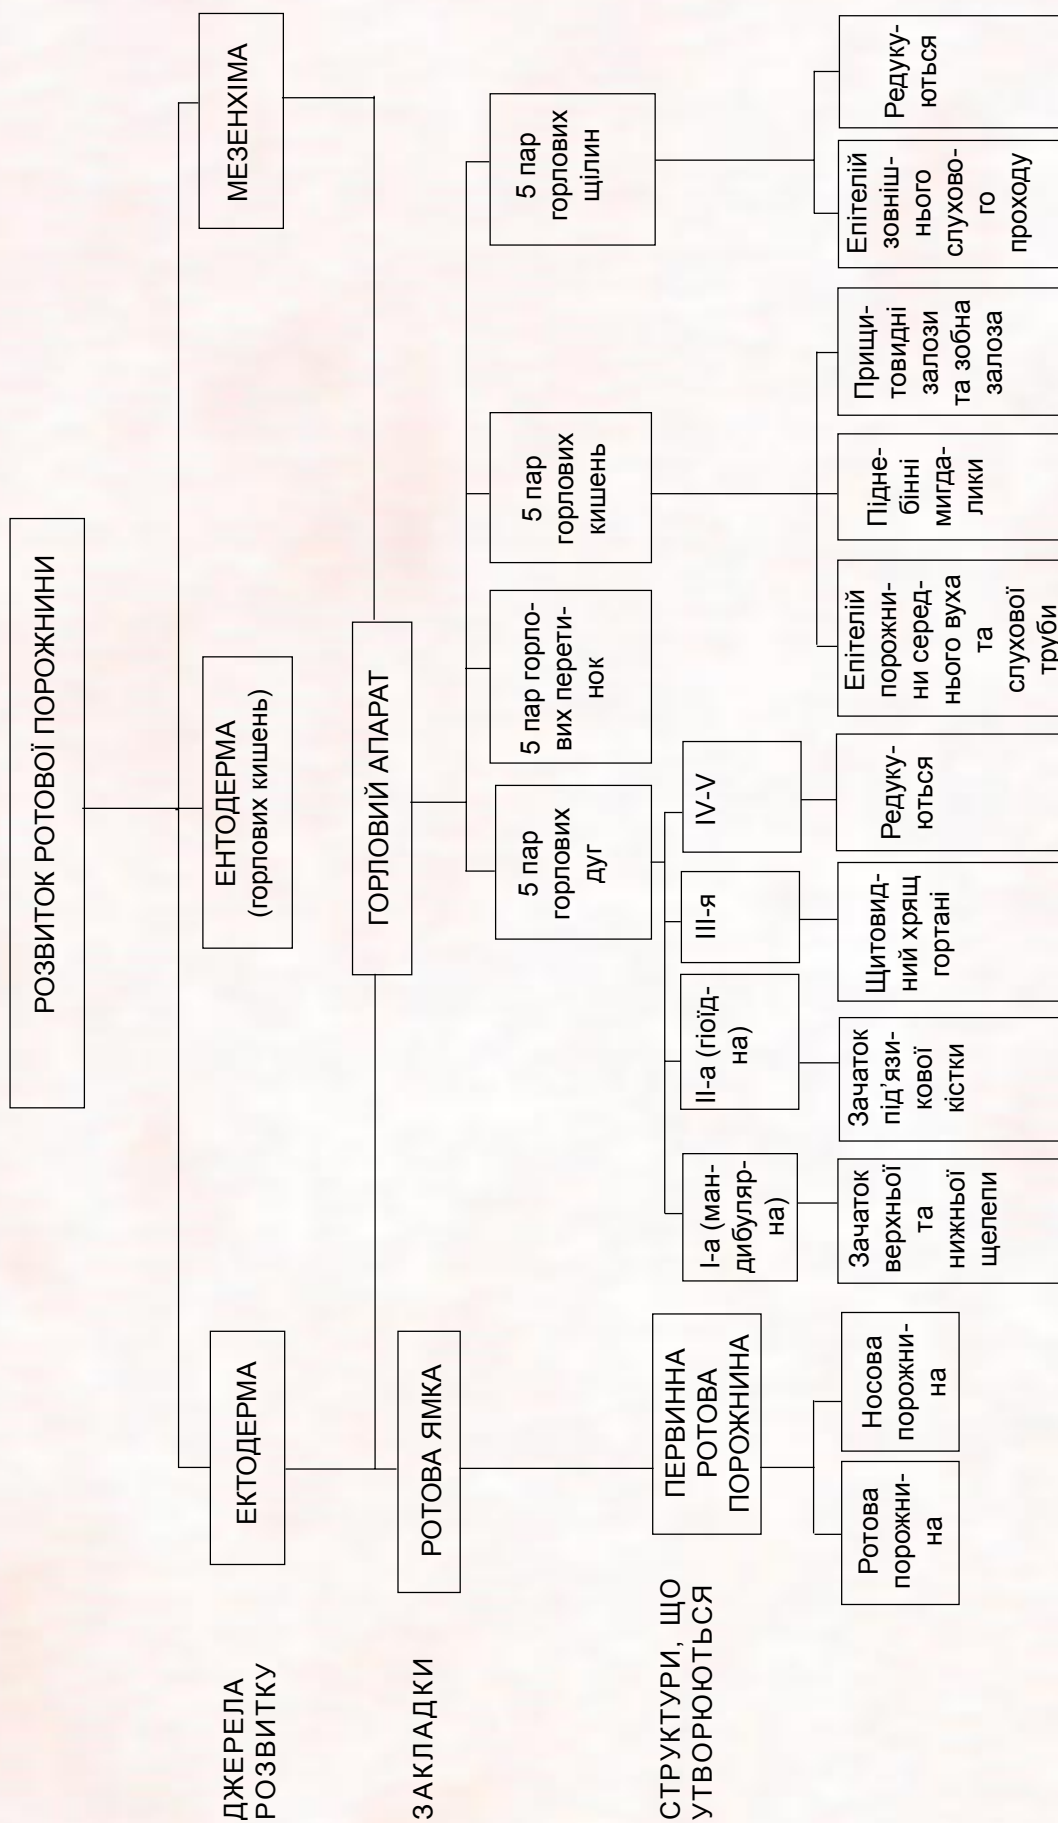 РОЗВИТОК РОТОВОЇ ПОРОЖНИНИ
ДЖЕРЕЛА
РОЗВИТКУ
ЕКТОДЕРМА
ЕНТОДЕРМА
(горлових кишень)
МЕЗЕНХІМА
ЗАКЛАДКИ
РОТОВА ЯМКА
ГОРЛОВИЙ АПАРАТ
5 пар
горлових
дуг
5 пар горло-
вих перети-
нок
5 пар
горлових
кишень
5 пар
горлових
щілин
СТРУКТУРИ, ЩО
УТВОРЮЮТЬСЯ
ПЕРВИННА
РОТОВА
ПОРОЖНИНА
І-а (ман-
дибуляр-
на)
ІІ-а (гіоїд-
на)
ІІІ-я
IV-V
Ротова
порожни-
на
Носова
порожни-
на
Зачаток
верхньої
та
нижньої
щелепи
Зачаток
під'язи-
кової
кістки
Щитовид-
ний хрящ
гортані
Редуку-
ються
Епітелій
порожни-
ни серед-
нього вуха
та
слухової
труби
Підне-
бінні
мигда-
лики
Прищи-
товидні
залози
та зобна
залоза
Епітелій
зовніш-
нього
слухово-
го
проходу
Редуку-
ються